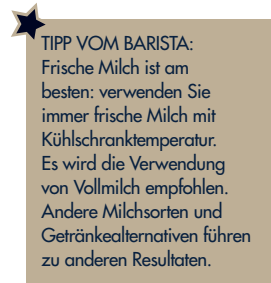 TIPP VOM BARISTA:
Frische Milch ist am
besten: verwenden Sie
immer frische Milch mit
Kühlschranktemperatur.
Es wird die Verwendung
von Vollmilch empfohlen.
Andere Milchsorten und
Getränkealternativen führen
zu anderen Resultaten.